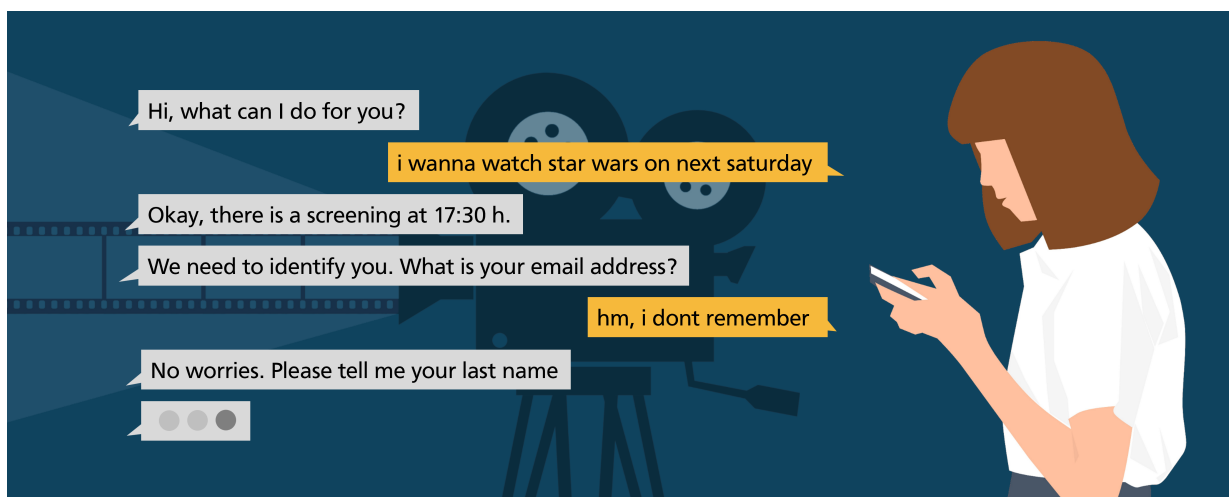 Hi, what can I do for you?
i wanna watch star wars on next saturday
Okay, there is a screening at 17:30 h.
We need to identify you. What is your email address?
hm, i dont remember
No worries. Please tell me your last name